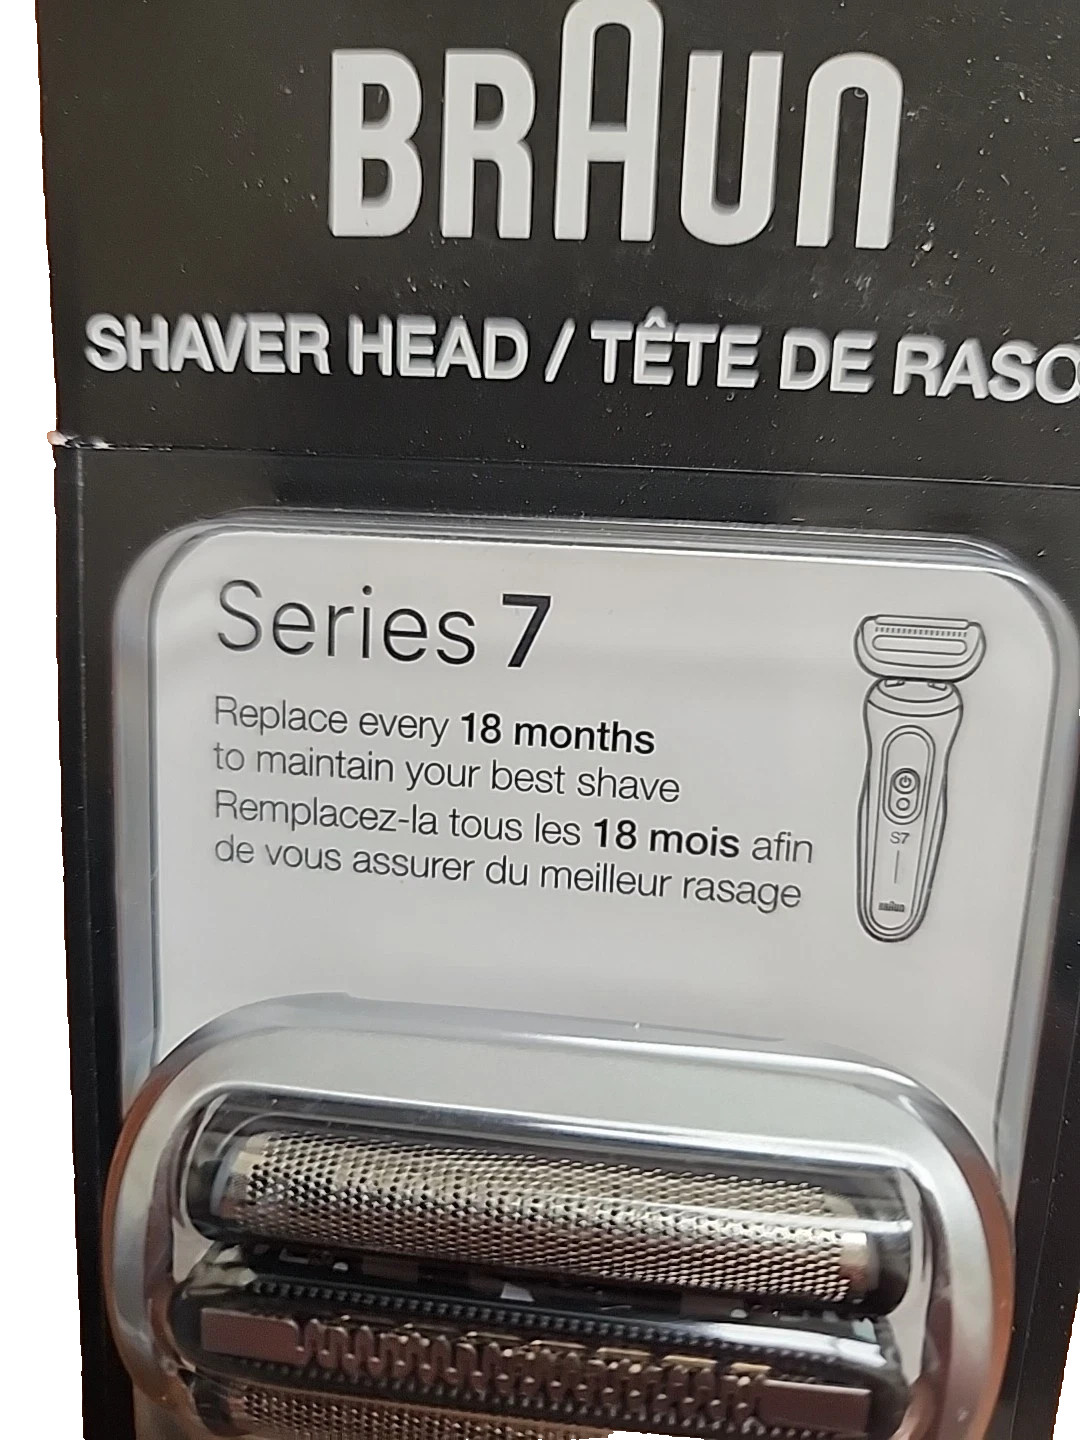 BRAUN
SHAVER HEAD / TÊTE DE RASO
Series 7
Replace every 18 months
to maintain your best shave
Remplacez-la tous les 18 mois afin
de vous assurer du meilleur rasage
S7
BRAUN